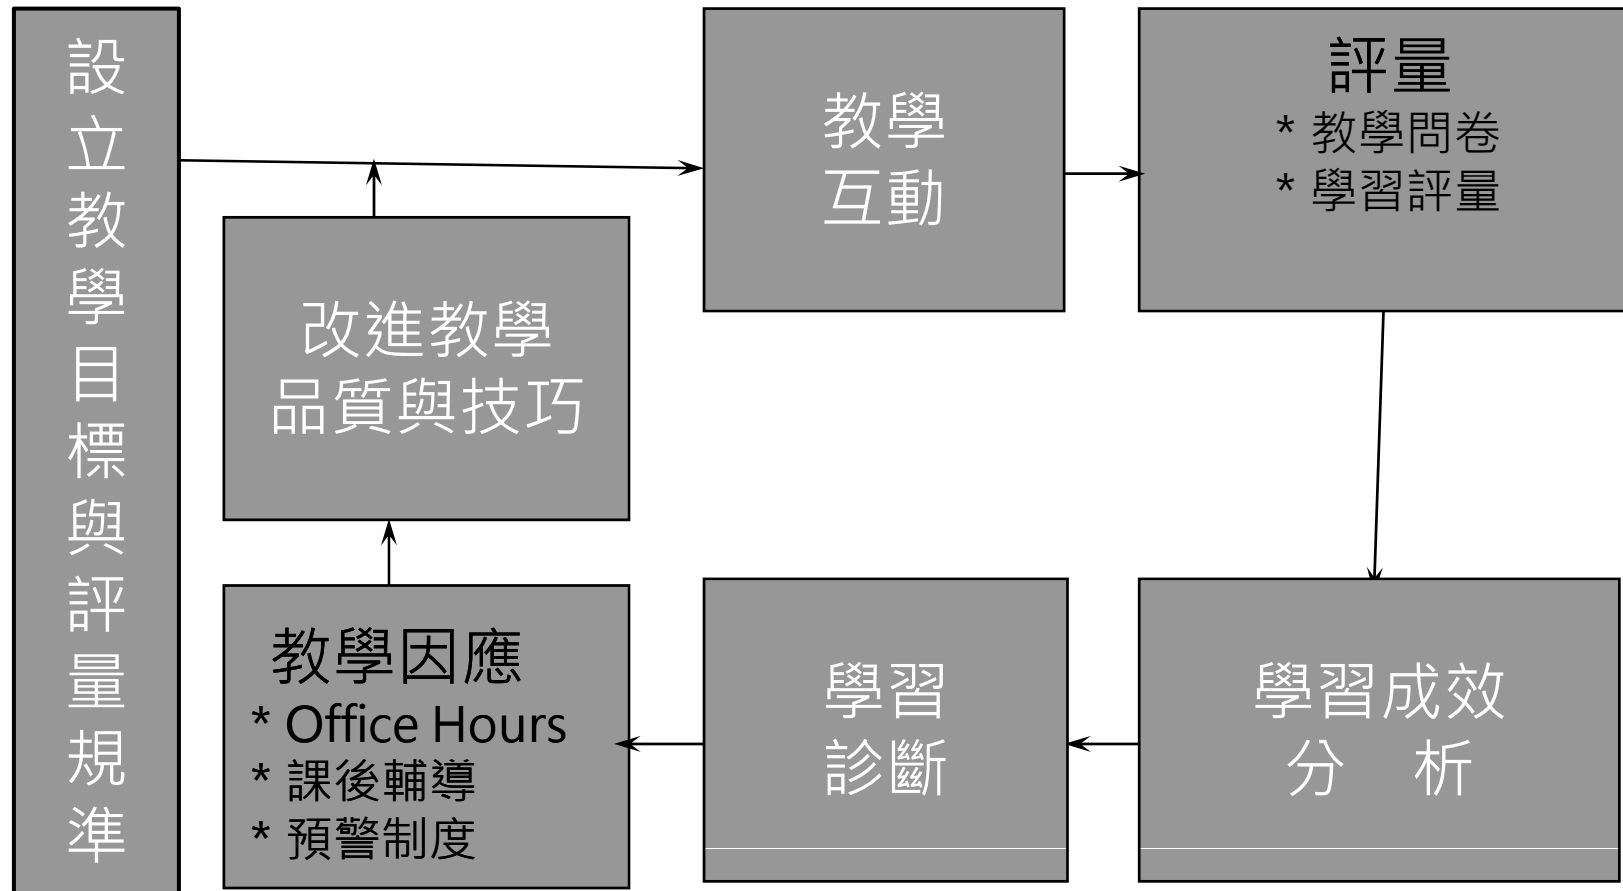 設立教學目標與評量規準
教學
互動
評量
* 教學問卷
* 學習評量
改進教學
品質與技巧
教學因應
* Office Hours
* 課後輔導
* 預警制度
學習
診斷
學習成效
分　析